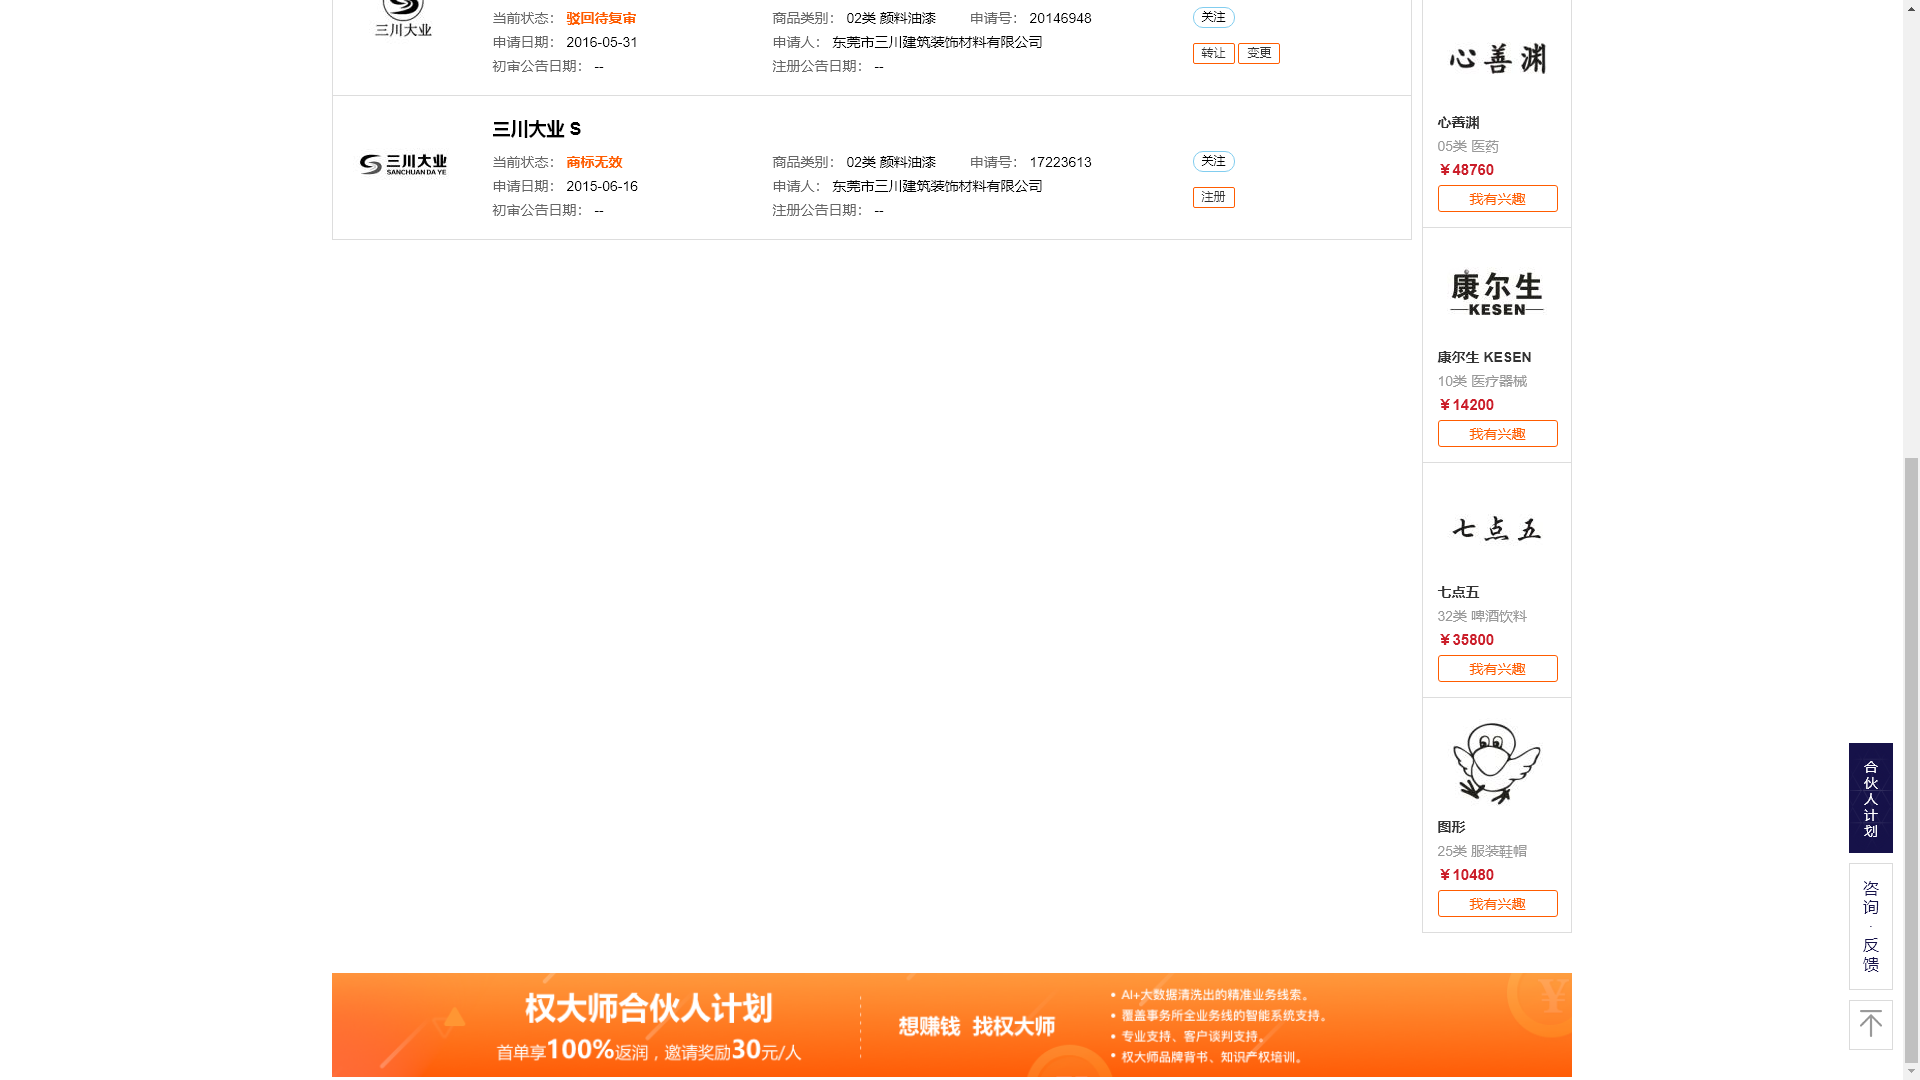 三川大业
当前状态： 驳回待复审
商品类别： 02类 颜料油漆 申请号： 20146948
关注
申请日期： 2016-05-31
申请人： 东莞市三川建筑装饰材料有限公司
转让 变更
初审公告日期： --
注册公告日期： --
三川大业 S
三川大业
SANCHUAN DA YE
当前状态： 商标无效
商品类别： 02类 颜料油漆 申请号： 17223613
关注
申请日期： 2015-06-16
申请人： 东莞市三川建筑装饰材料有限公司
注册
初审公告日期： --
注册公告日期： --
心善渊
心善渊
05类 医药
￥48760
我有兴趣
康尔生
KESEN
康尔生 KESEN
10类 医疗器械
￥14200
我有兴趣
七点五
七点五
32类 啤酒饮料
￥35800
我有兴趣
图形
25类 服装鞋帽
￥10480
我有兴趣
合伙人计划
咨询·反馈
权大师合伙人计划
首单享100%返润，邀请奖励30元/人
想赚钱 找权大师
• AI+大数据清洗出的精准业务线索。
• 覆盖事务所全业务线的智能系统支持。
• 专业支持、客户谈判支持。
• 权大师品牌背书、知识产权培训。